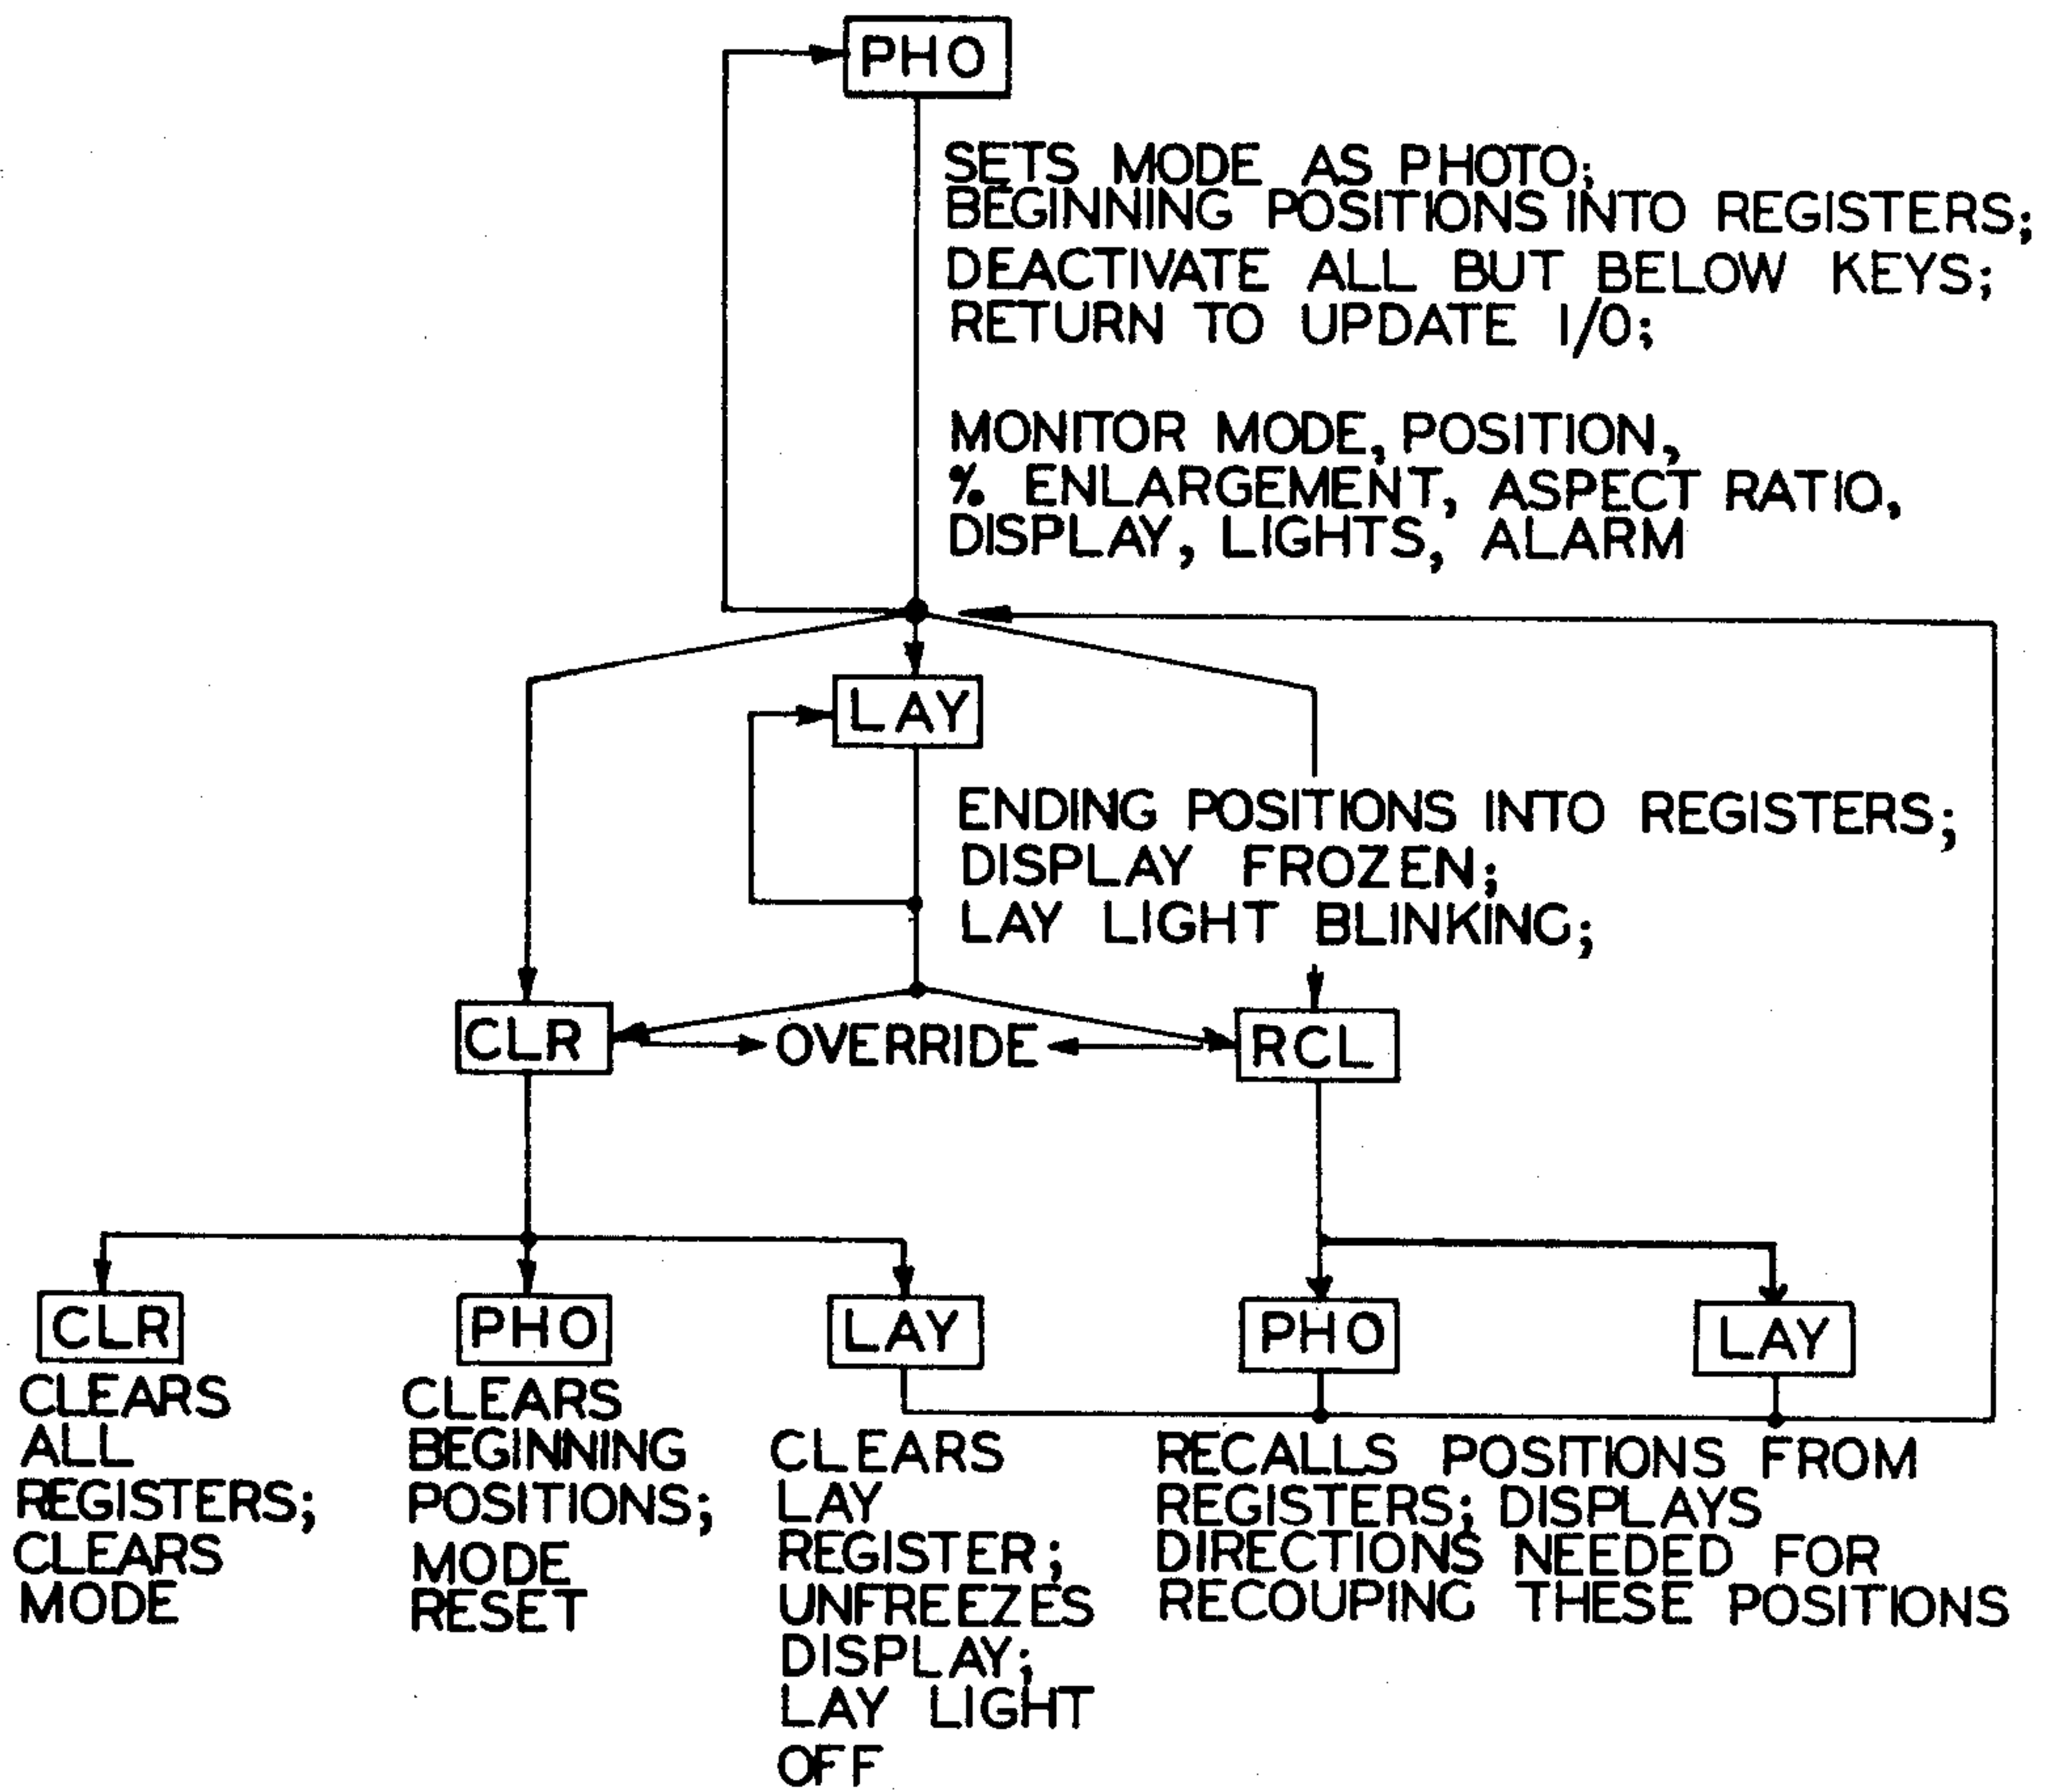 PHO
SETS MODE AS PHOTO;
BEGINNING POSITIONS INTO REGISTERS;
DEACTIVATE ALL BUT BELOW KEYS;
RETURN TO UPDATE I/O;
MONITOR MODE, POSITION,
% ENLARGEMENT, ASPECT RATIO,
DISPLAY, LIGHTS, ALARM
LAY
ENDING POSITIONS INTO REGISTERS;
DISPLAY FROZEN;
LAY LIGHT BLINKING;
CLR
OVERRIDE
RCL
CLR
CLEARS
ALL
REGISTERS;
CLEARS
MODE
PHO
CLEARS
BEGINNING
POSITIONS;
MODE
RESET
LAY
CLEARS
LAY
REGISTER;
UNFREEZES
DISPLAY;
LAY LIGHT
OFF
PHO
LAY
RECALLS POSITIONS FROM
REGISTERS; DISPLAYS
DIRECTIONS NEEDED FOR
RECOUPING THESE POSITIONS